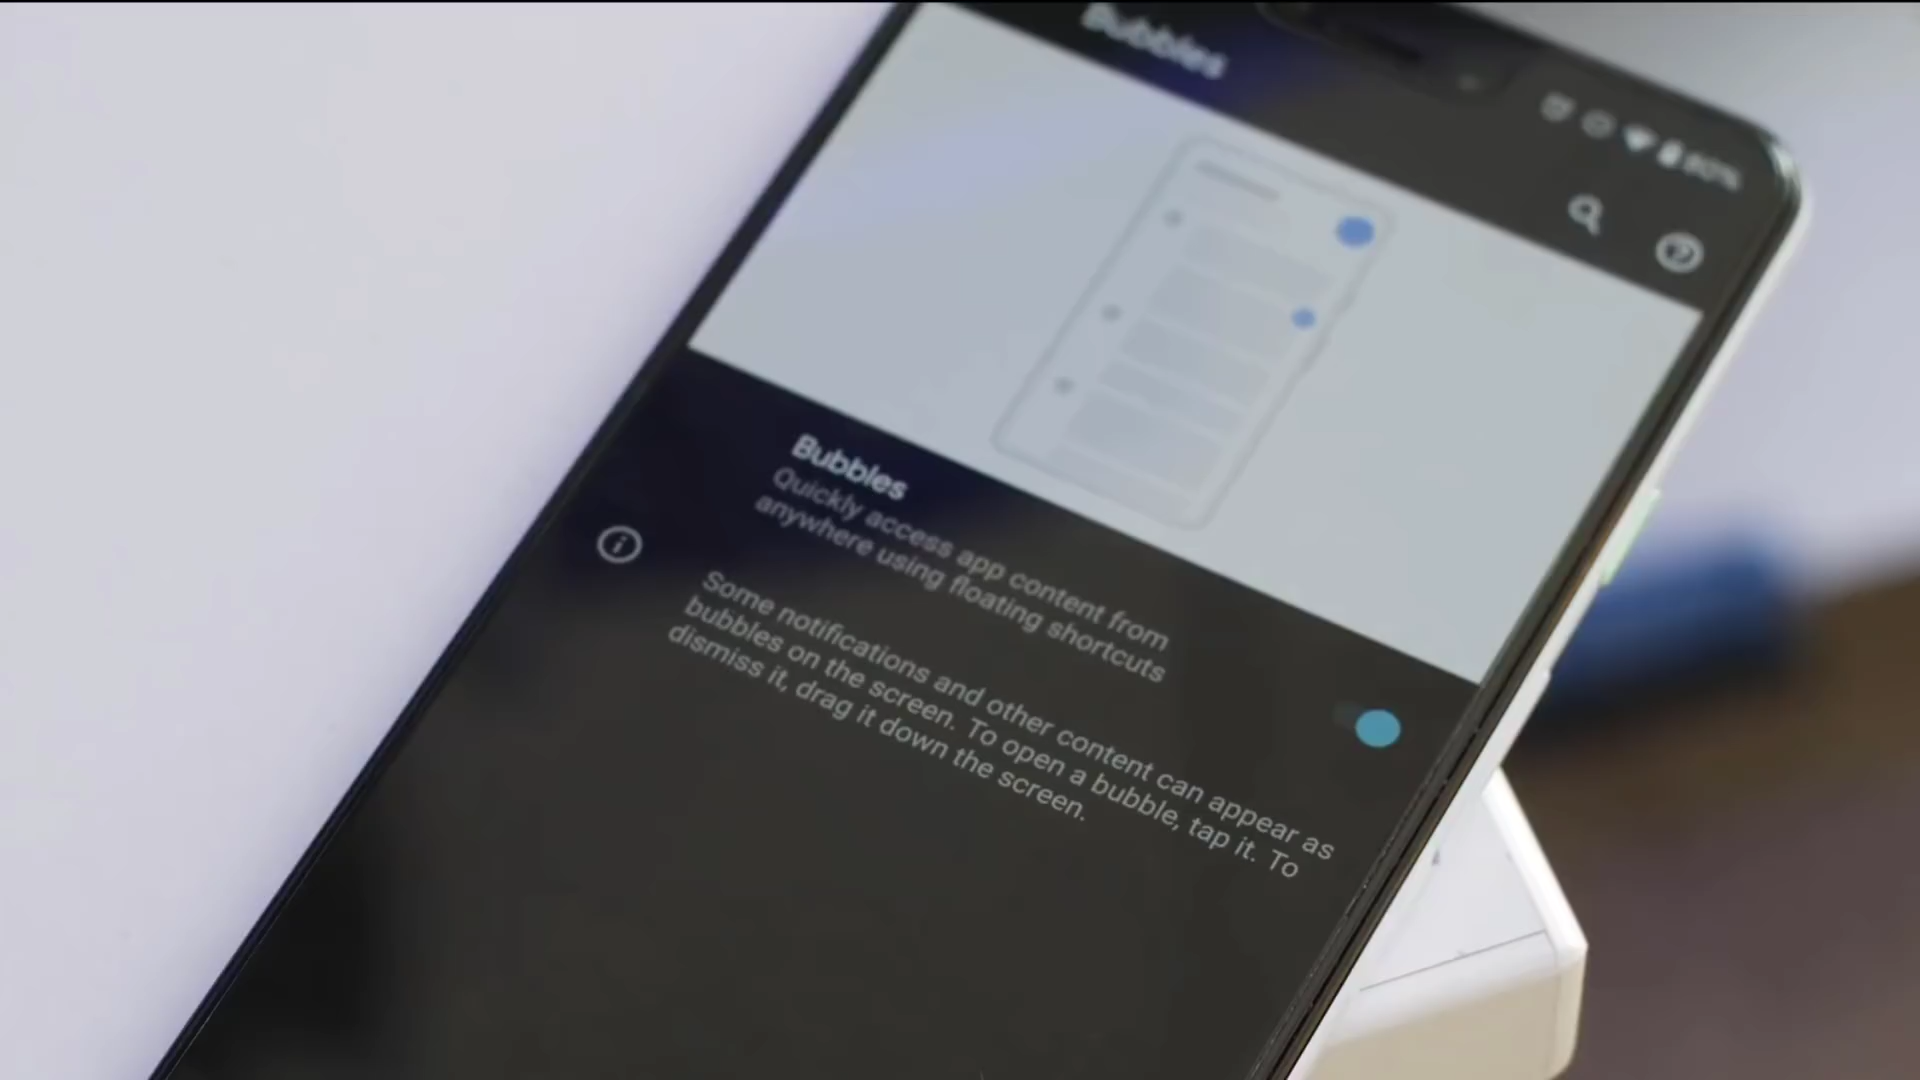 Bubbles
Bubbles
Quickly access app content from
anywhere using floating shortcuts
Some notifications and other content can appear as
bubbles on the screen. To open a bubble, tap it. To
dismiss it, drag it down the screen.